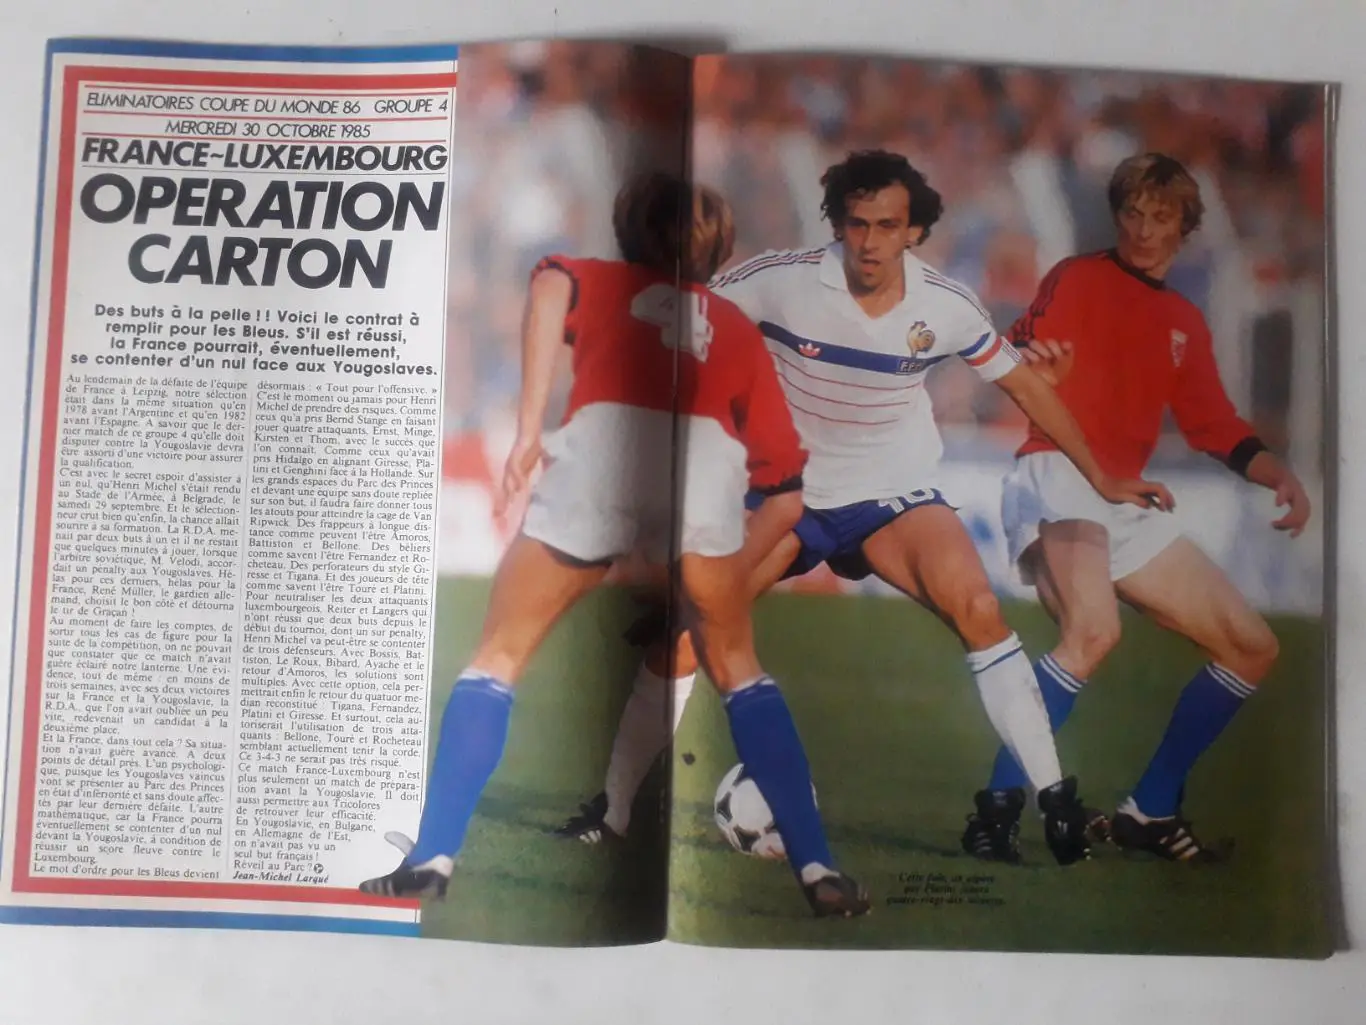 ELIMINATOIRES COUPE DU MONDE 86 GROUPE 4
MERCREDI 30 OCTOBRE 1985
FRANCE~LUXEMBOURG
OPERATION
CARTON
Des buts à la pelle !! Voici le contrat à
remplir pour les Bleus. S'il est réussi,
la France pourrait, éventuellement,
se contenter d'un nul face aux Yougoslaves.
Au lendemain de la défaite de l'équipe
de France à Leipzig, notre sélection
était dans la même situation qu'en
1978 avant l'Argentine et qu'en 1982
avant l'Espagne. A savoir que le der-
nier match de ce groupe 4 qu'elle doit
disputer contre la Yougoslavie devra
être assorti d'une victoire pour assurer
la qualification.
C'est avec le secret espoir d'assister à
un nul, qu'Henri Michel s'était rendu
au Stade de l'Armée, à Belgrade, le
samedi 29 septembre. Et le sélection-
neur crut bien qu'enfin, la chance allait
sourire à sa formation. La R.D.A. me-
nait par deux buts à un et il ne restait
que quelques minutes à jouer, lorsque
l'arbitre soviétique, M. Velodi, accor-
dait un penalty aux Yougoslaves. Hé-
las pour ces derniers, hélas pour la
France, René Müller, le gardien alle-
mand, choisit le bon côté et détourna
le tir de Graçan !
Au moment de faire les comptes, de
sortir tous les cas de figure pour la
suite de la compétition, on ne pouvait
que constater que ce match n'avait
guère éclairé notre lanterne. Une évi-
dence, tout de même : en moins de
trois semaines, avec ses deux victoires
sur la France et la Yougoslavie, la
R.D.A., que l'on avait oubliée un peu
vite, redevenait un candidat à la
deuxième place.
Et la France, dans tout cela ? Sa situa-
tion n'avait guère avancé. A deux
points de détail près. L'un psychologi-
que, puisque les Yougoslaves vaincus
vont se présenter au Parc des Princes
en état d'infériorité et sans doute affec-
tés par leur dernière défaite. L'autre
mathématique, car la France pourra
éventuellement se contenter d'un nul
devant la Yougoslavie, à condition de
réussir un score fleuve contre le
Luxembourg.
Le mot d'ordre pour les Bleus devient
désormais : « Tout pour l'offensive. »
C'est le moment ou jamais pour Henri
Michel de prendre des risques. Comme
ceux qu'a pris Bernd Stange en faisant
jouer quatre attaquants. Ernst, Minge,
Kirsten et Thom, avec le succès que
l'on connaît. Comme ceux qu'avait
pris Hidalgo en alignant Giresse, Pla-
tini et Genghini face à la Hollande. Sur
les grands espaces du Parc des Princes
et devant une équipe sans doute repliée
sur son but, il faudra faire donner tous
les atouts pour atteindre la cage de Van
Ripwick. Des frappeurs à longue dis-
tance comme peuvent l'être Amoros,
Battiston et Bellone. Des béliers
comme savent l'être Fernandez et Ro-
cheteau. Des perforateurs du style Gi-
resse et Tigana. Et des joueurs de tête
comme savent l'être Touré et Platini.
Pour neutraliser les deux attaquants
luxembourgeois, Reiter et Langers qui
n'ont réussi que deux buts depuis le
début du tournoi, dont un sur penalty,
Henri Michel va peut-être se contenter
de trois défenseurs. Avec Bossis, Bat-
tiston, Le Roux, Bibard, Ayache et le
retour d'Amoros, les solutions sont
multiples. Avec cette option, cela per-
mettrait enfin le retour du quatuor mé-
dian reconstitué : Tigana, Fernandez,
Platini et Giresse. Et surtout, cela au-
toriserait l'utilisation de trois atta-
quants : Bellone, Touré et Rocheteau
semblant actuellement tenir la corde.
Ce 3-4-3 ne serait pas très risqué.
Ce match France-Luxembourg n'est
plus seulement un match de prépara-
tion avant la Yougoslavie. Il doit
aussi permettre aux Tricolores
de retrouver leur efficacité.
En Yougoslavie, en Bulgarie,
en Allemagne de l'Est,
on n'avait pas vu un
seul but français !
Réveil au Parc ?
Jean-Michel Larqué
4
F.F.F.
10
Cette fois, on espère
que Platini jouera
quatre-vingt-dix minutes.